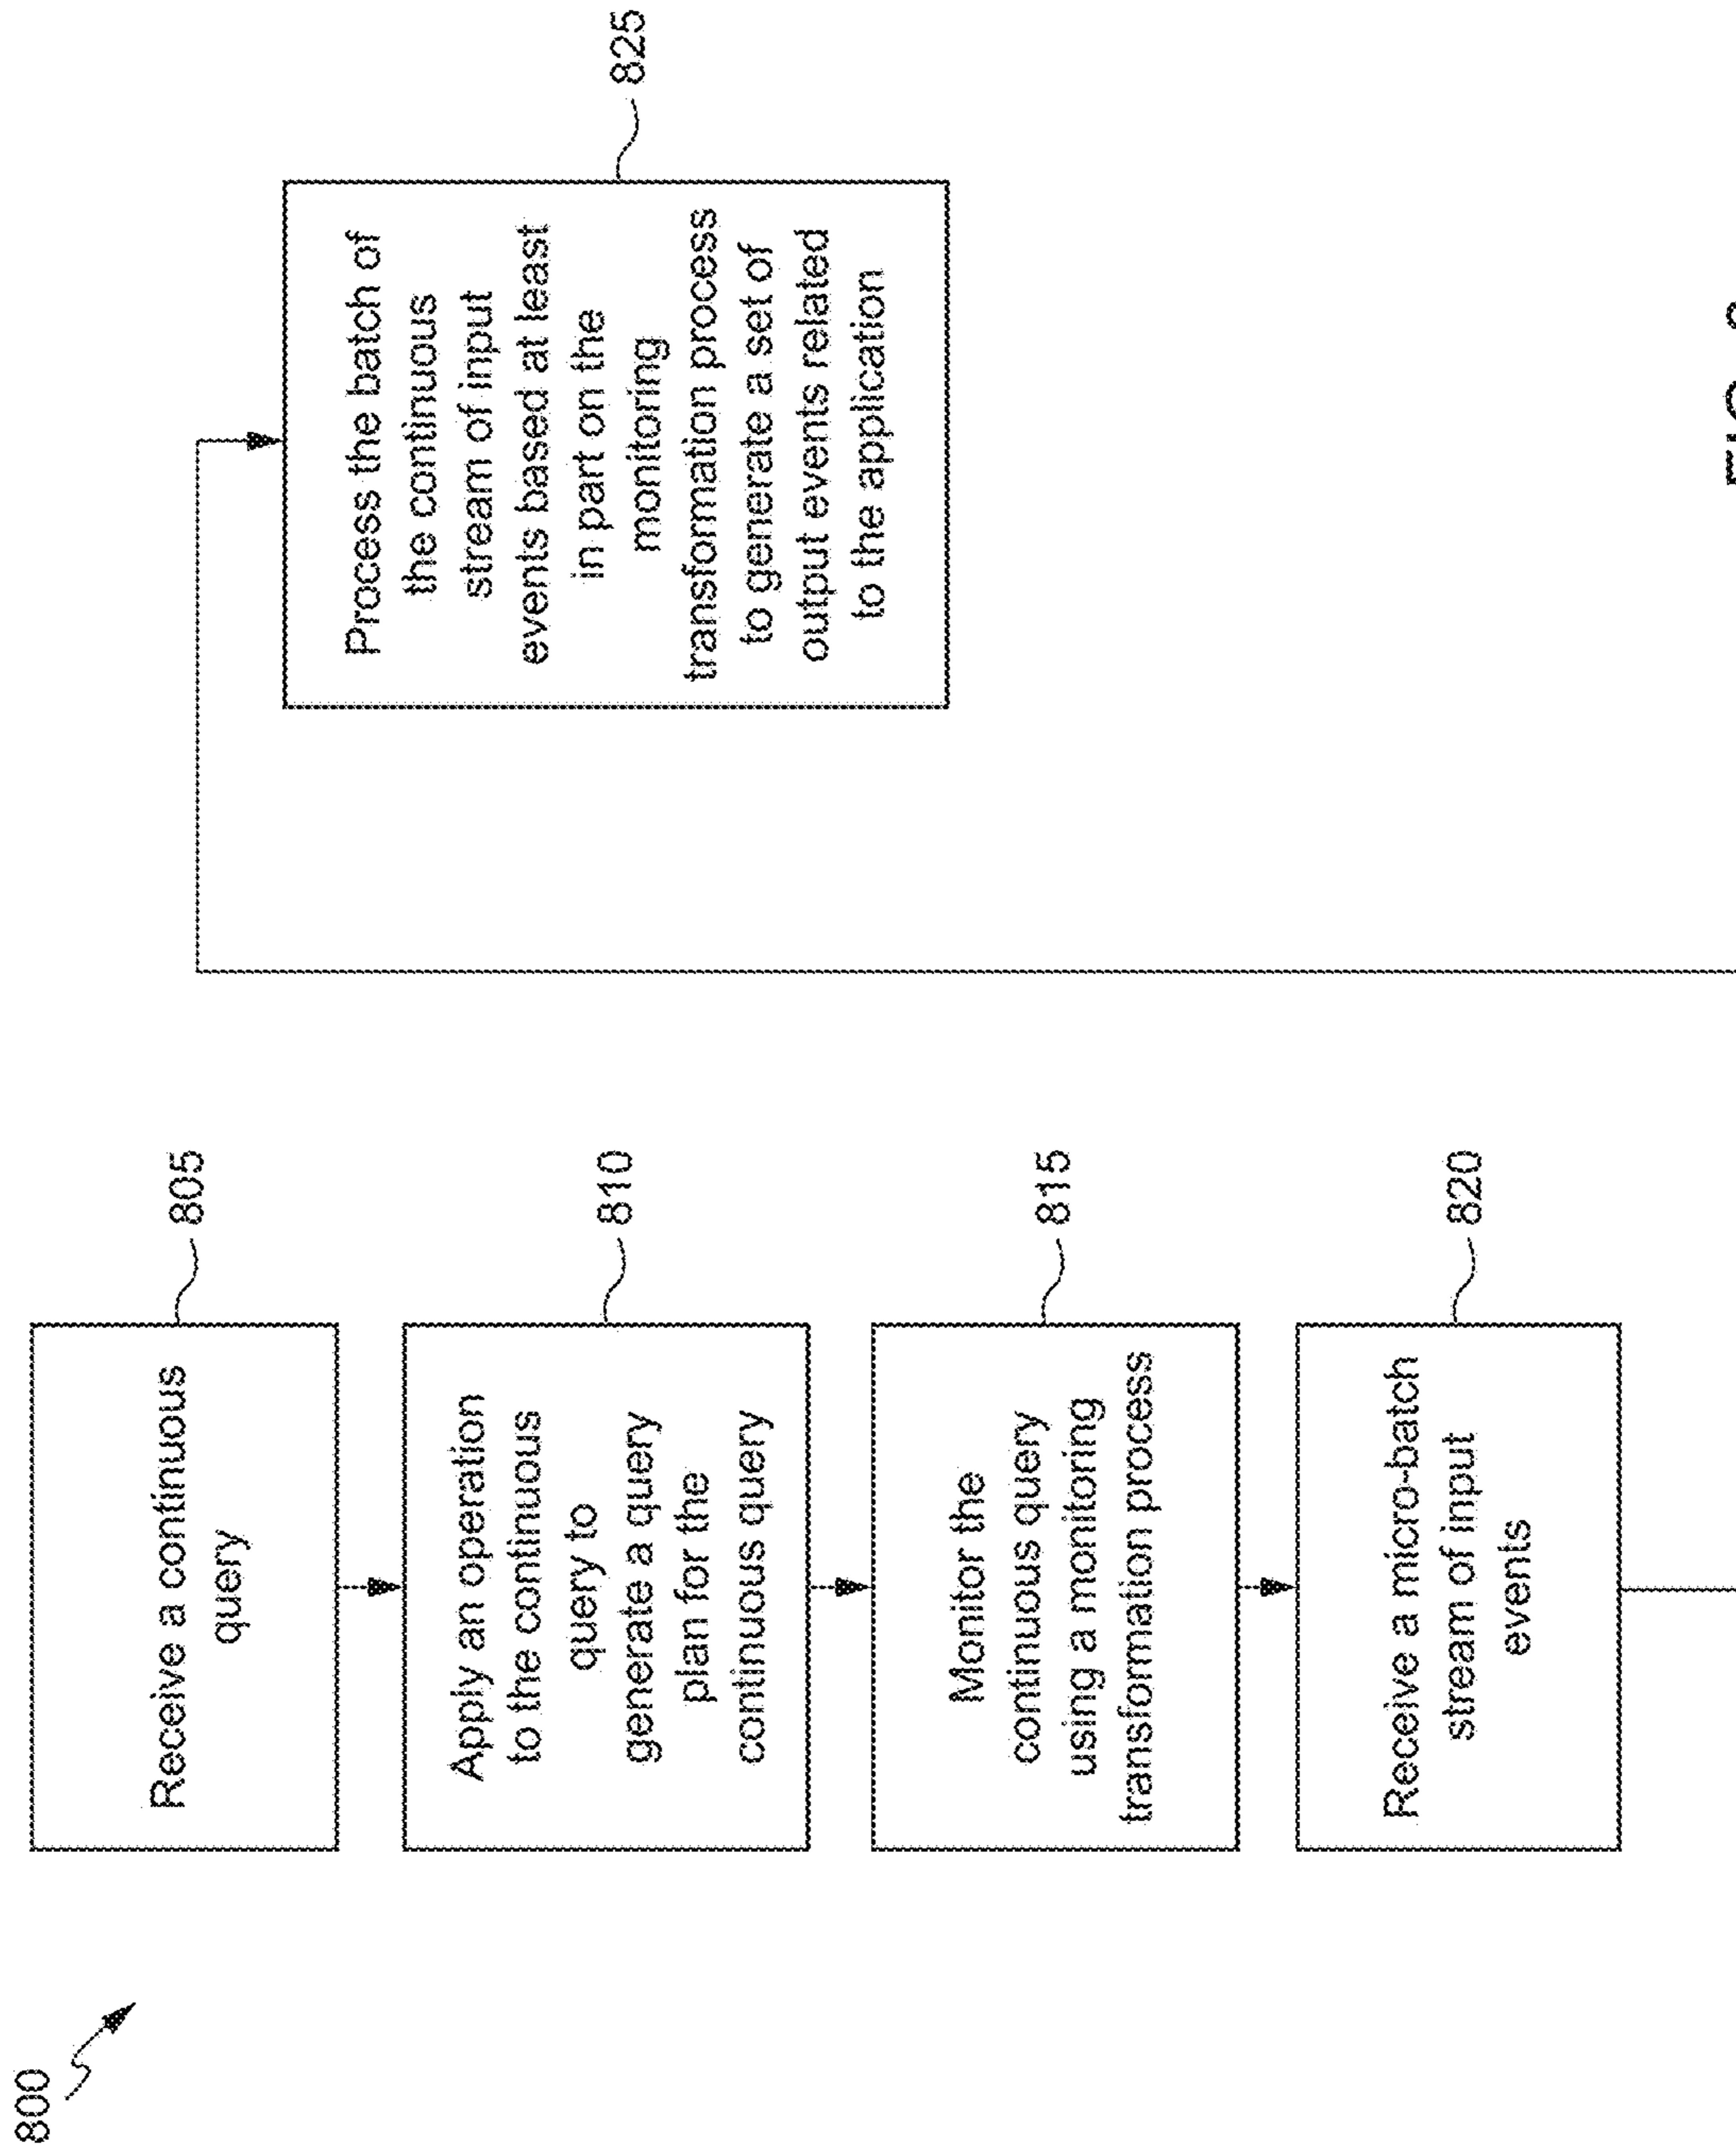 800
Receive a continuous
query
805
Apply an operation
to the continuous
query to
generate a query
plan for the
continuous query
810
Monitor the
continuous query
using a monitoring
transformation process
815
Receive a micro-batch
stream of input
events
820
Process the batch of
the continuous
stream of input
events based at least
in part on the
monitoring
transformation process
to generate a set of
output events related
to the application
825